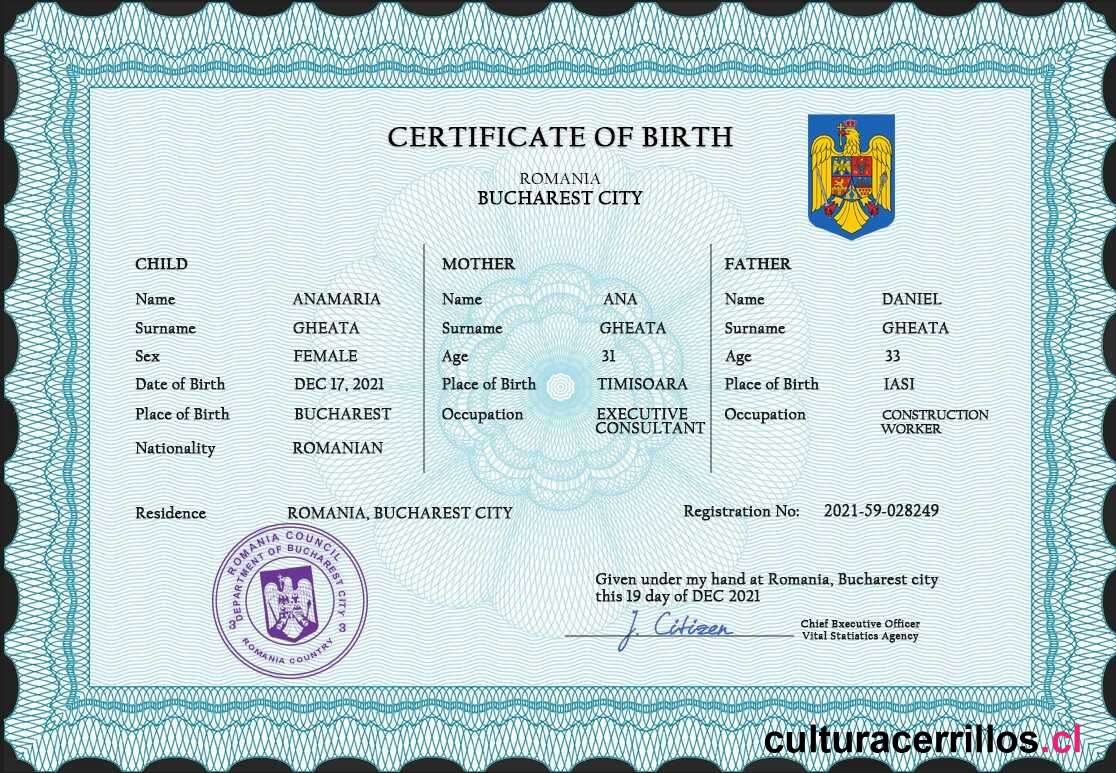 CERTIFICATE OF BIRTH
ROMANIA
BUCHAREST CITY
CHILD
Name ANAMARIA
Surname GHEATA
Sex FEMALE
Date of Birth DEC 17, 2021
Place of Birth BUCHAREST
Nationality ROMANIAN
MOTHER
Name ANA
Surname GHEATA
Age 31
Place of Birth TIMISOARA
Occupation EXECUTIVE
CONSULTANT
FATHER
Name DANIEL
Surname GHEATA
Age 33
Place of Birth IASI
Occupation CONSTRUCTION
WORKER
Residence ROMANIA, BUCHAREST CITY
Registration No: 2021-59-028249
ROMANIA COUNCIL
DEPARTMENT OF BUCHAREST CITY
3 3
ROMANIA COUNTRY
Given under my hand at Romania, Bucharest city
this 19 day of DEC 2021
J. Citizen
Chief Executive Officer
Vital Statistics Agency
culturacerrillos.cl